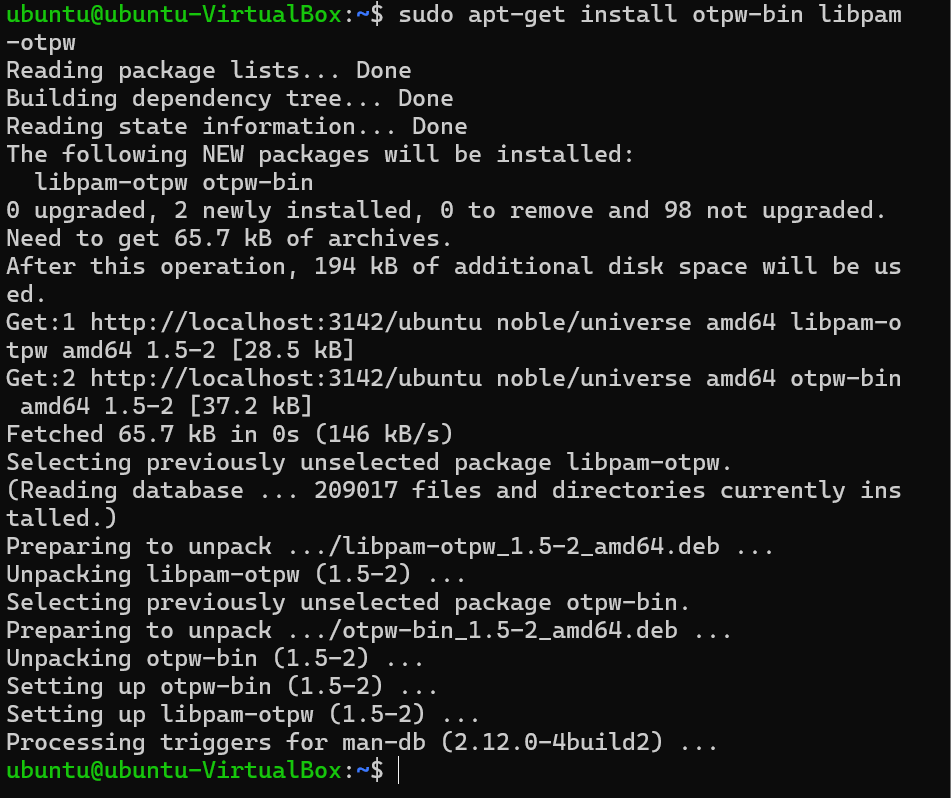 ubuntu@ubuntu-VirtualBox:~$ sudo apt-get install otpw-bin libpam
-otpw
Reading package lists... Done
Building dependency tree... Done
Reading state information... Done
The following NEW packages will be installed:
  libpam-otpw otpw-bin
0 upgraded, 2 newly installed, 0 to remove and 98 not upgraded.
Need to get 65.7 kB of archives.
After this operation, 194 kB of additional disk space will be us
ed.
Get:1 http://localhost:3142/ubuntu noble/universe amd64 libpam-o
tpw amd64 1.5-2 [28.5 kB]
Get:2 http://localhost:3142/ubuntu noble/universe amd64 otpw-bin
 amd64 1.5-2 [37.2 kB]
Fetched 65.7 kB in 0s (146 kB/s)
Selecting previously unselected package libpam-otpw.
(Reading database ... 209017 files and directories currently ins
talled.)
Preparing to unpack .../libpam-otpw_1.5-2_amd64.deb ...
Unpacking libpam-otpw (1.5-2) ...
Selecting previously unselected package otpw-bin.
Preparing to unpack .../otpw-bin_1.5-2_amd64.deb ...
Unpacking otpw-bin (1.5-2) ...
Setting up otpw-bin (1.5-2) ...
Setting up libpam-otpw (1.5-2) ...
Processing triggers for man-db (2.12.0-4build2) ...
ubuntu@ubuntu-VirtualBox:~$